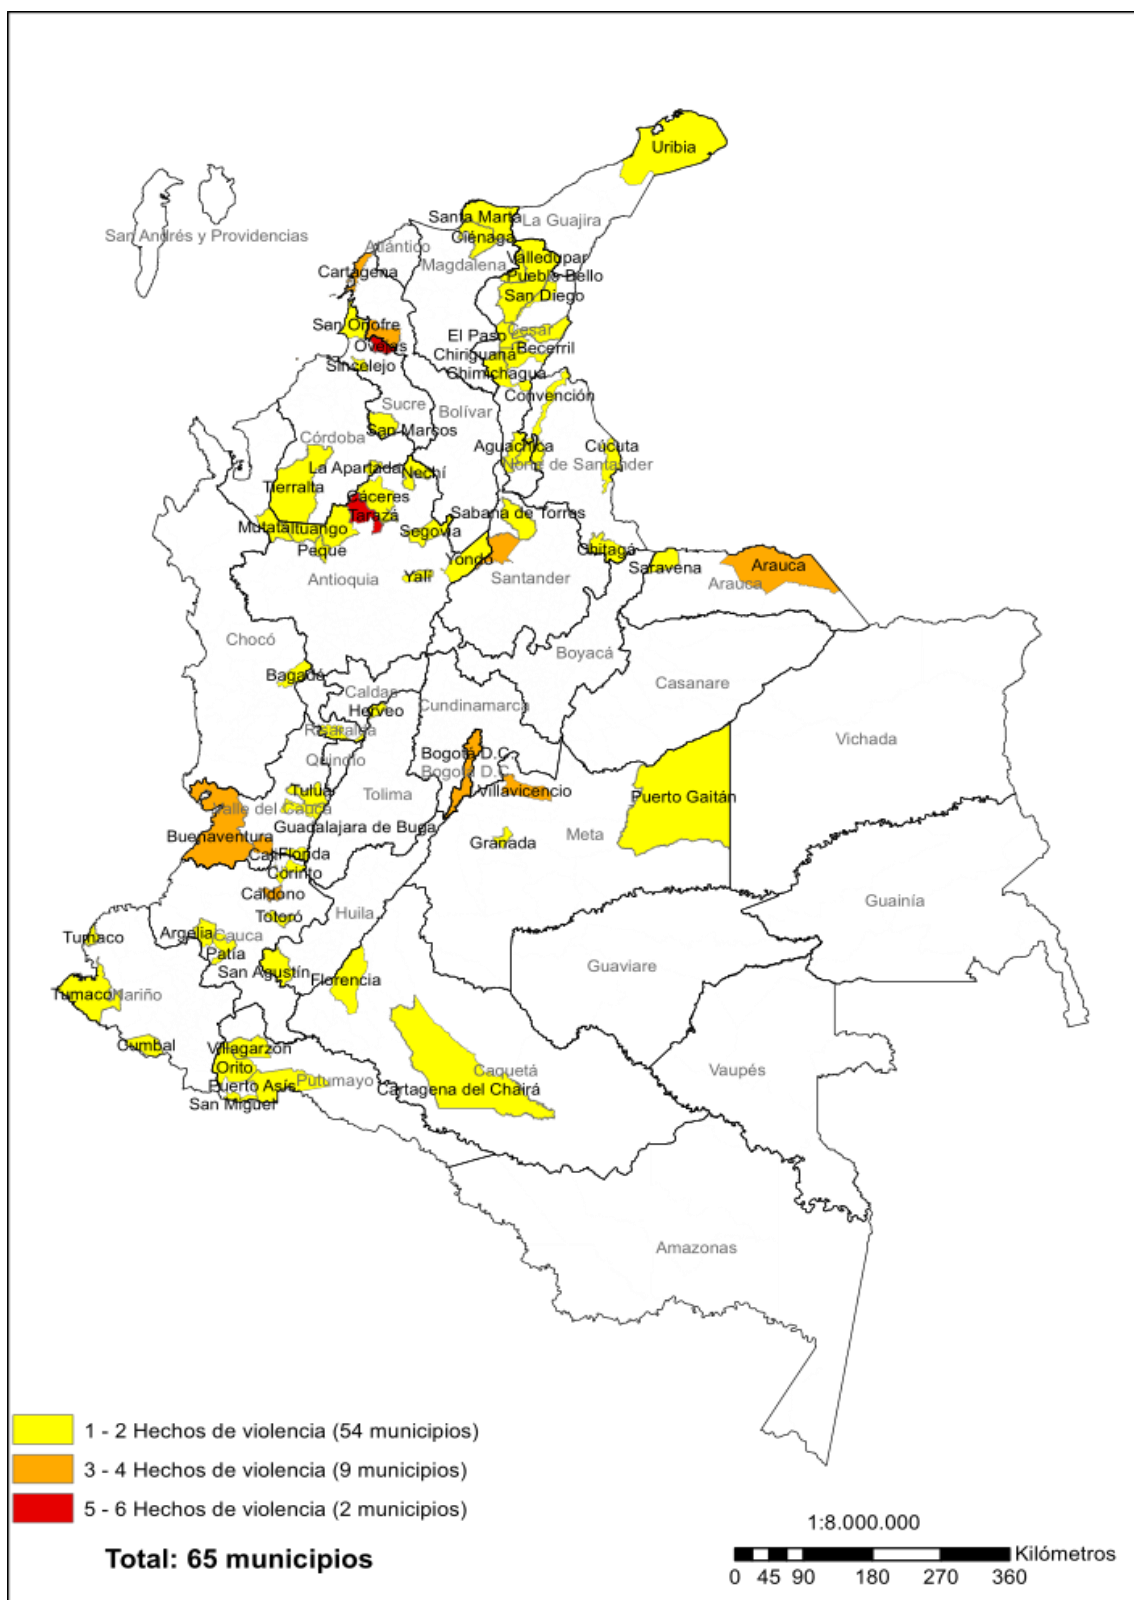 Uribia
Santa Marta
La Guajira
Ciénaga
San Andrés y Providencias
Atlántico
Magdalena
Valledupar
Cartagena
Pueblo Bello
San Diego
San Onofre
El Paso
Cesar
Ovejas
Becerril
Chiriguaná
Sincelejo
Chimichagua
Convención
Sucre
Bolívar
San Marcos
Córdoba
Aguachica
Cúcuta
La Apartada
Nechí
Norte de Santander
Tierralta
Cáceres
Tarazá
Sabana de Torres
Mutatá
Ituango
Segovia
Peque
Yondó
Chitagá
Saravena
Arauca
Yalí
Antioquia
Santander
Arauca
Chocó
Boyacá
Bagadó
Casanare
Caldas
Herveo
Cundinamarca
Risaralda
Vichada
Quindío
Bogotá D.C.
Bogotá D.C.
Tulúa
Tolima
Villavicencio
Puerto Gaitán
Valle del Cauca
Guadalajara de Buga
Buenaventura
Meta
Granada
Cali
Florida
Corinto
Caldono
Guainía
Huila
Totoró
Argelia
Cauca
Tumaco
Patía
San Agustín
Florencia
Guaviare
Tumaco
Nariño
Cumbal
Villagarzón
Orito
Caquetá
Vaupés
Puerto Asís
Putumayo
Cartagena del Chairá
San Miguel
Amazonas
1 - 2 Hechos de violencia (54 municipios)
3 - 4 Hechos de violencia (9 municipios)
5 - 6 Hechos de violencia (2 municipios)
Total: 65 municipios
1:8.000.000
Kilómetros
0 45 90 180 270 360